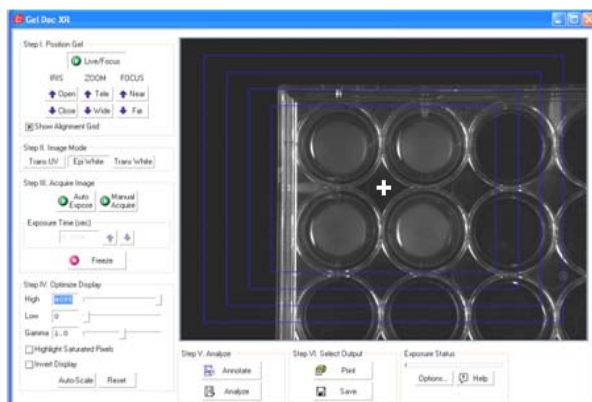 Gel Doc XR
Step I. Position Gel
Live/Focus
IRIS ZOOM FOCUS
Open Tele Near
Close Wide Far
Show Alignment Grid
Step II. Image Mode
Trans UV Epi White Trans White
Step III. Acquire Image
Auto Expose Manual Acquire
Exposure Time (sec)
Freeze
Step IV. Optimize Display
High
Low 0
Gamma 1.0
Highlight Saturated Pixels
Invert Display
Auto-Scale Reset
Step V. Analyze
Annotate
Analyze
Step VI. Select Output
Print
Save
Exposure Status
Options... Help